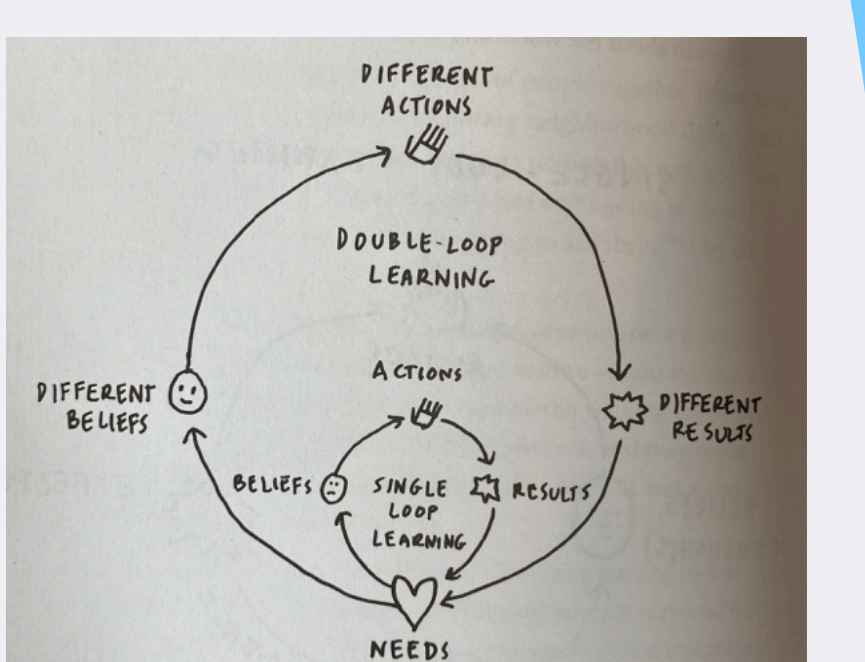 DIFFERENT
ACTIONS
DOUBLE-LOOP
LEARNING
ACTIONS
DIFFERENT
BELIEFS
DIFFERENT
RESULTS
BELIEFS
SINGLE
LOOP
LEARNING
RESULTS
NEEDS